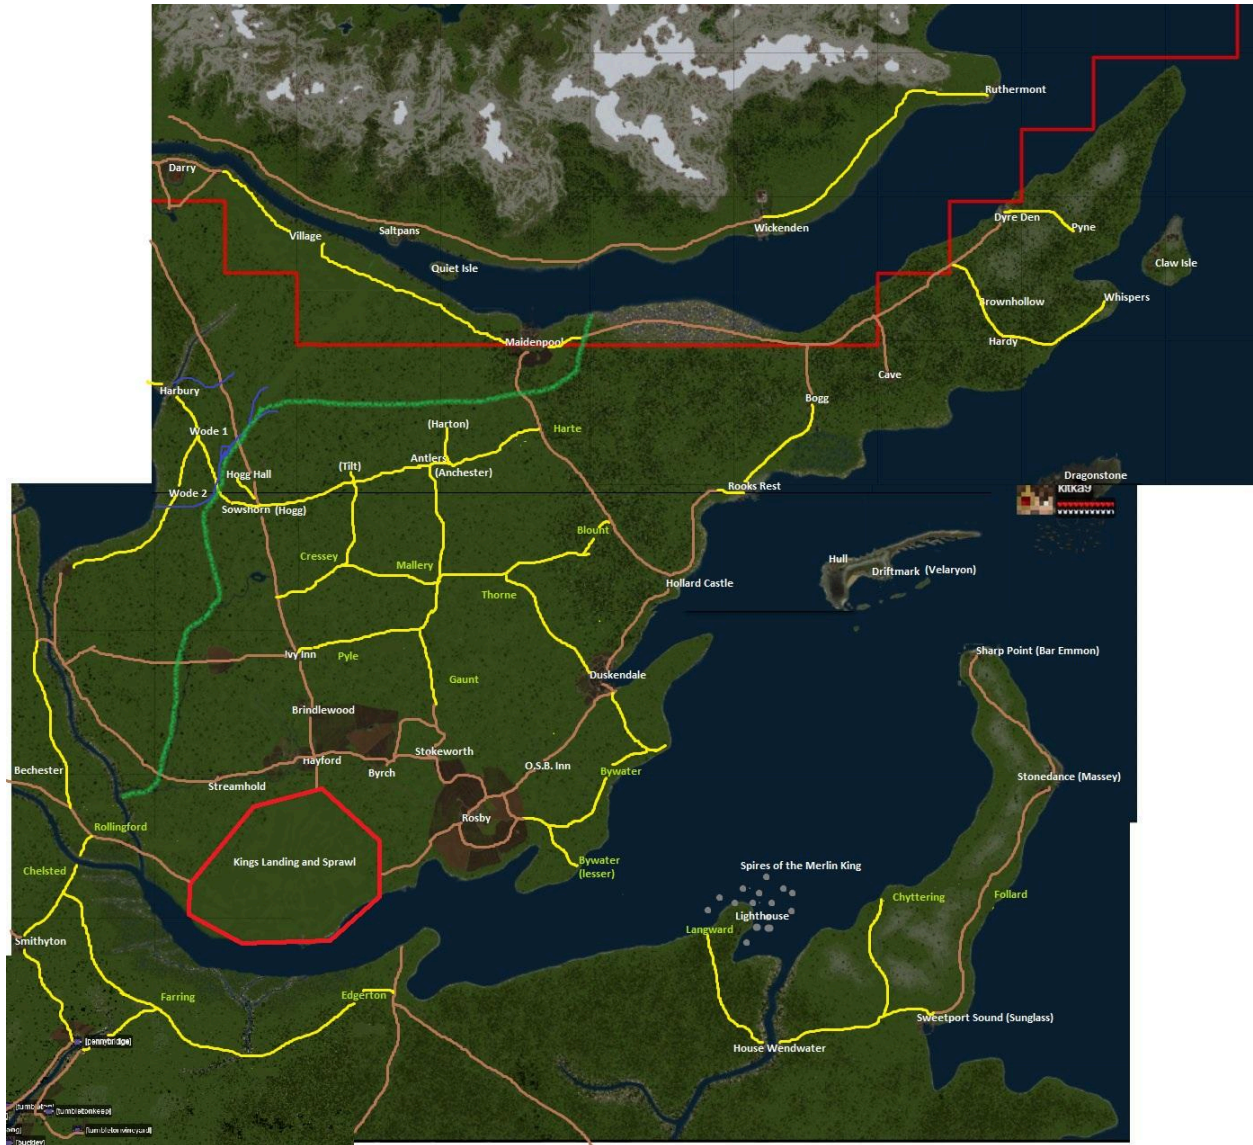 Ruthermont
Darry
Dyre Den
Village
Saltpans
Wickenden
Pyne
Quiet Isle
Claw Isle
Brownhollow
Whispers
Maidenpool
Hardy
Cave
Harbury
Bogg
Wode 1
(Harton)
Harte
Antlers
(Anchester)
(Tilt)
Hogg Hall
Dragonstone
Wode 2
Rooks Rest
kitka9
Sowshorn (Hogg)
Blount
Cressey
Mallery
Hull
Driftmark (Velaryon)
Hollard Castle
Thorne
Ivy Inn
Pyle
Sharp Point (Bar Emmon)
Gaunt
Duskendale
Brindlewood
Stokeworth
Hayford
Bechester
Byrch
O.S.B. Inn
Bywater
Stonedance (Massey)
Streamhold
Rosby
Rollingford
Kings Landing and Sprawl
Bywater
(lesser)
Chelsted
Spires of the Merlin King
Chyttering
Follard
Lighthouse
Langward
Smithyton
Farring
Edgerton
Sweetport Sound (Sunglass)
[pennybridge]
House Wendwater
[tumbletonkeep]
[tumbletonvineyard]